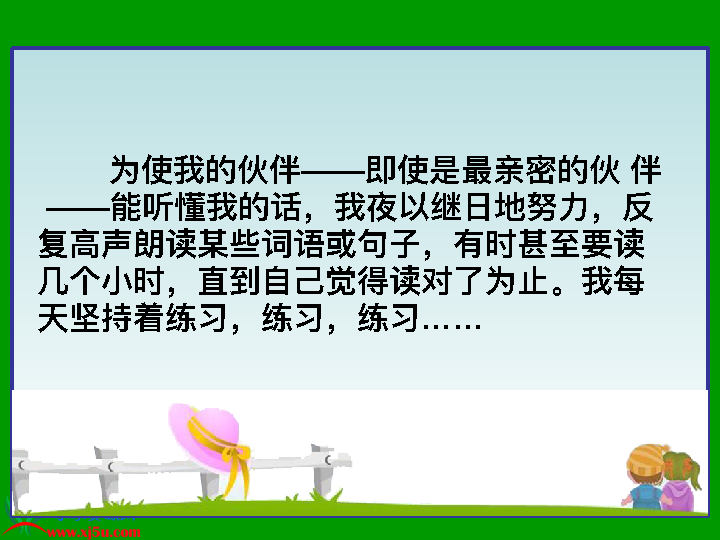 为使我的伙伴——即使是最亲密的伙 伴
——能听懂我的话，我夜以继日地努力，反
复高声朗读某些词语或句子，有时甚至要读
几个小时，直到自己觉得读对了为止。我每
天坚持着练习，练习，练习……
www.xj5u.com